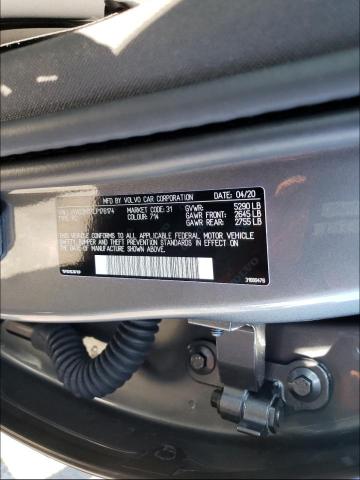 MFD BY VOLVO CAR CORPORATION DATE: 04/20
MARKET CODE: 31 GVWR: 5290 LB
COLOUR: 714 GAWR FRONT: 2645 LB
GAWR REAR: 2755 LB
THIS VEHICLE CONFORMS TO ALL APPLICABLE FEDERAL MOTOR VEHICLE
SAFETY, BUMPER AND THEFT PREVENTION STANDARDS IN EFFECT ON THE
DATE OF MANUFACTURE SHOWN ABOVE.
VOLVO